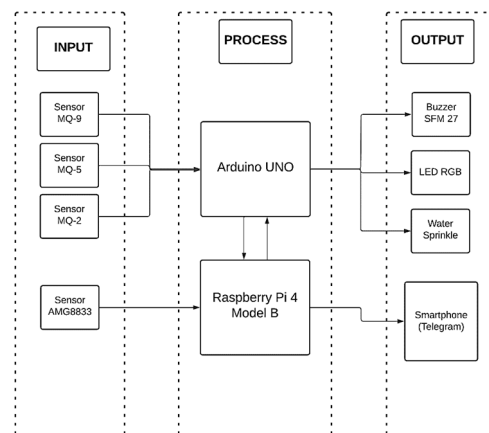 INPUT
PROCESS
OUTPUT
Sensor
MQ-9
Sensor
MQ-5
Sensor
MQ-2
Sensor
AMG8833
Arduino UNO
Raspberry Pi 4
Model B
Buzzer
SFM 27
LED RGB
Water
Sprinkle
Smartphone
(Telegram)